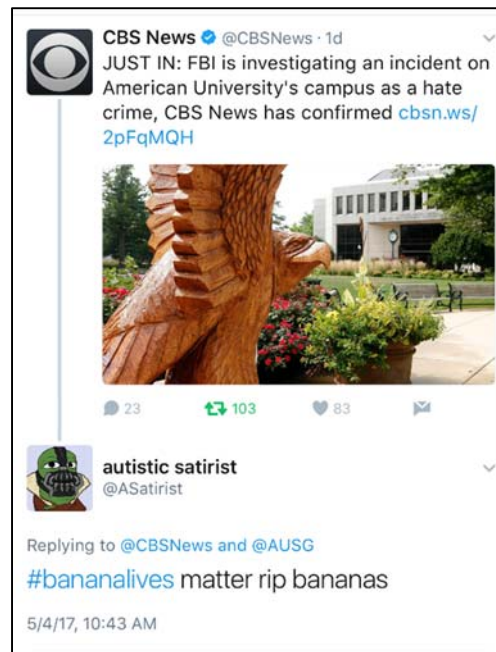 CBS News @CBSNews · 1d
JUST IN: FBI is investigating an incident on
American University's campus as a hate
crime, CBS News has confirmed cbsn.ws/
2pFqMQH
23 103 83
autistic satirist
@ASatirist
Replying to @CBSNews and @AUSG
#bananalives matter rip bananas
5/4/17, 10:43 AM